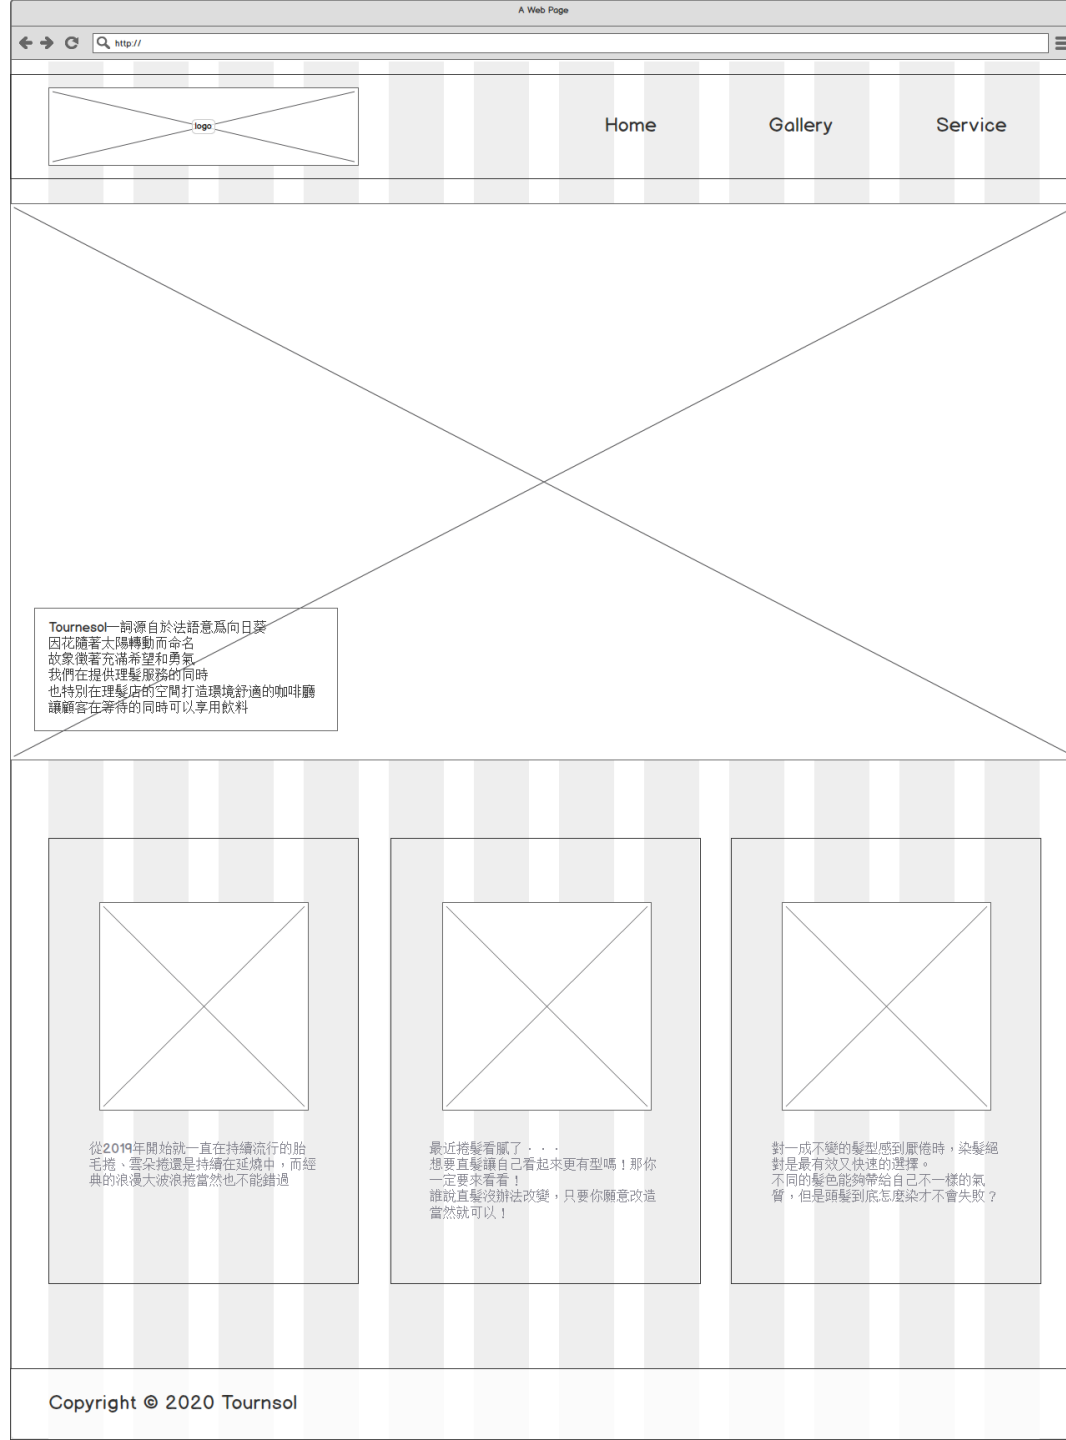 A Web Page
http://
logo
Home
Gallery
Service
Tournesol一詞源自於法語意爲向日葵
因花隨著太陽轉動而命名
故象徵著充滿希望和勇氣
我們在提供理髮服務的同時
也特別在理髮店的空間打造環境舒適的咖啡廳
讓顧客在等待的同時可以享用飲料
從2019年開始就一直在持續流行的胎
毛捲、雲朵捲還是持續在延燒中，而經
典的浪漫大波浪捲當然也不能錯過
最近捲髮看膩了．．．
想要直髮讓自己看起來更有型嗎！那你
一定要來看看！
誰說直髮沒辦法改變，只要你願意改造
當然就可以！
對一成不變的髮型感到厭倦時，染髮絕
對是最有效又快速的選擇。
不同的髮色能夠帶給自己不一樣的氣
質，但是頭髮到底怎麼染才不會失敗？
Copyright © 2020 Tournsol